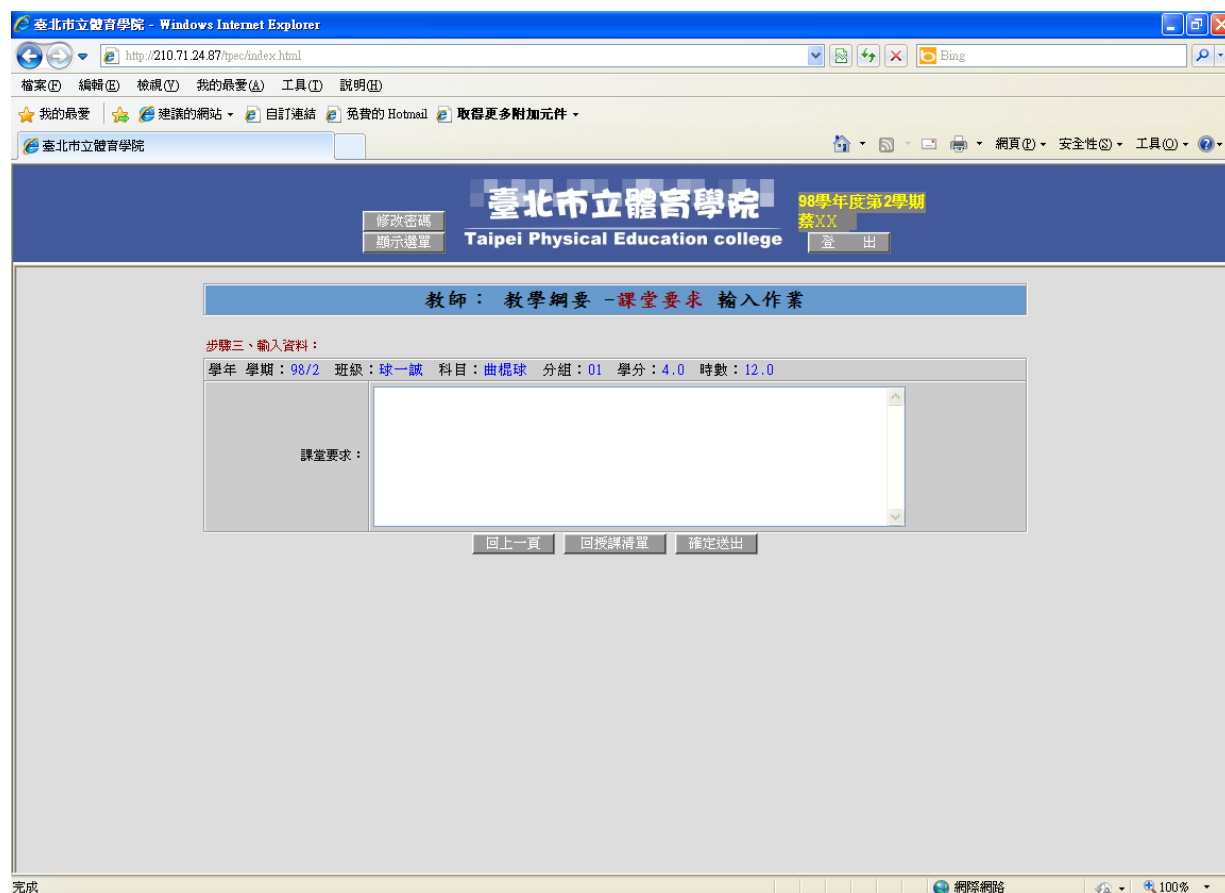 臺北市立體育學院 - Windows Internet Explorer
http://210.71.24.87/tpec/index.html
Bing
檔案(F) 編輯(E) 檢視(V) 我的最愛(A) 工具(T) 說明(H)
我的最愛 建議的網站 自訂連結 免費的 Hotmail 取得更多附加元件
臺北市立體育學院 網頁(P) 安全性(S) 工具(O)
臺北市立體育學院
Taipei Physical Education college
修改密碼
顯示選單
98學年度第2學期
蔡XX
登 出
教師： 教學綱要 -課堂要求 輸入作業
步驟三、輸入資料：
學年 學期：98/2 班級：球一誠 科目：曲棍球 分組：01 學分：4.0 時數：12.0
課堂要求：
回上一頁 回授課清單 確定送出
完成 網際網路 100%